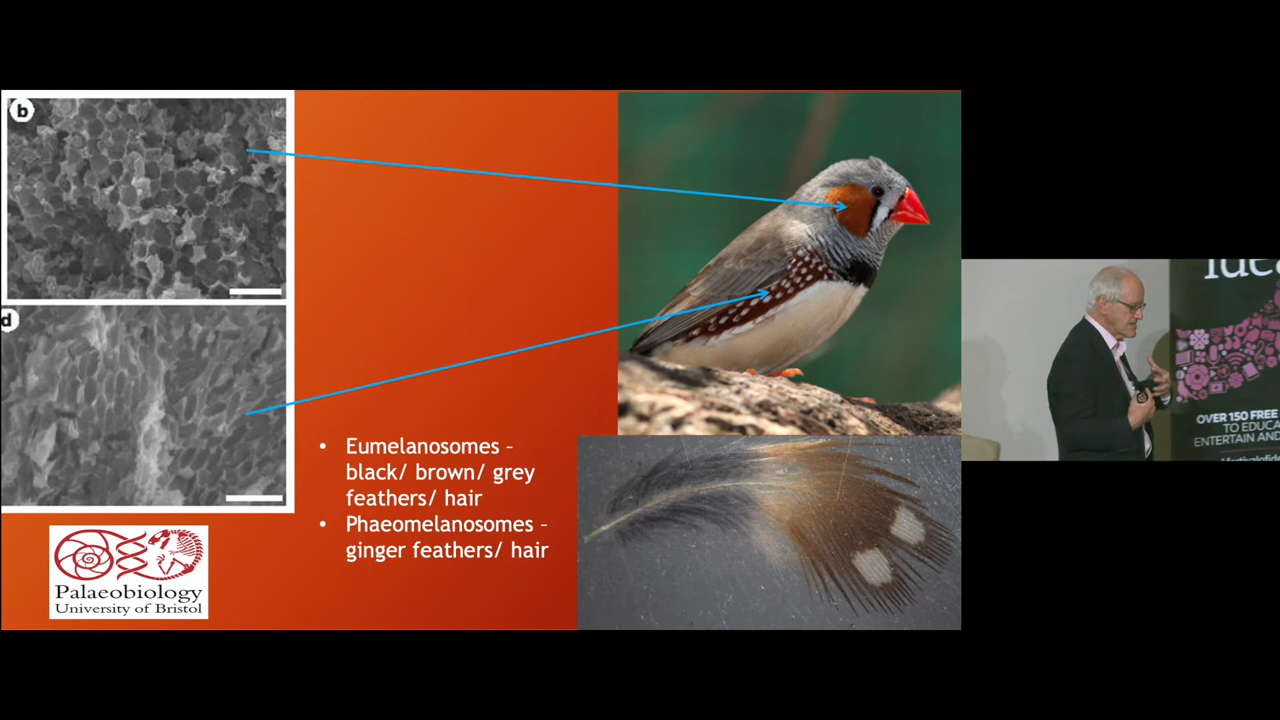 b
d
• Eumelanosomes –
black/ brown/ grey
feathers/ hair
• Phaeomelanosomes –
ginger feathers/ hair
Palaeobiology
University of Bristol
OVER 150 FREE
TO EDUCA
ENTERTAIN AND